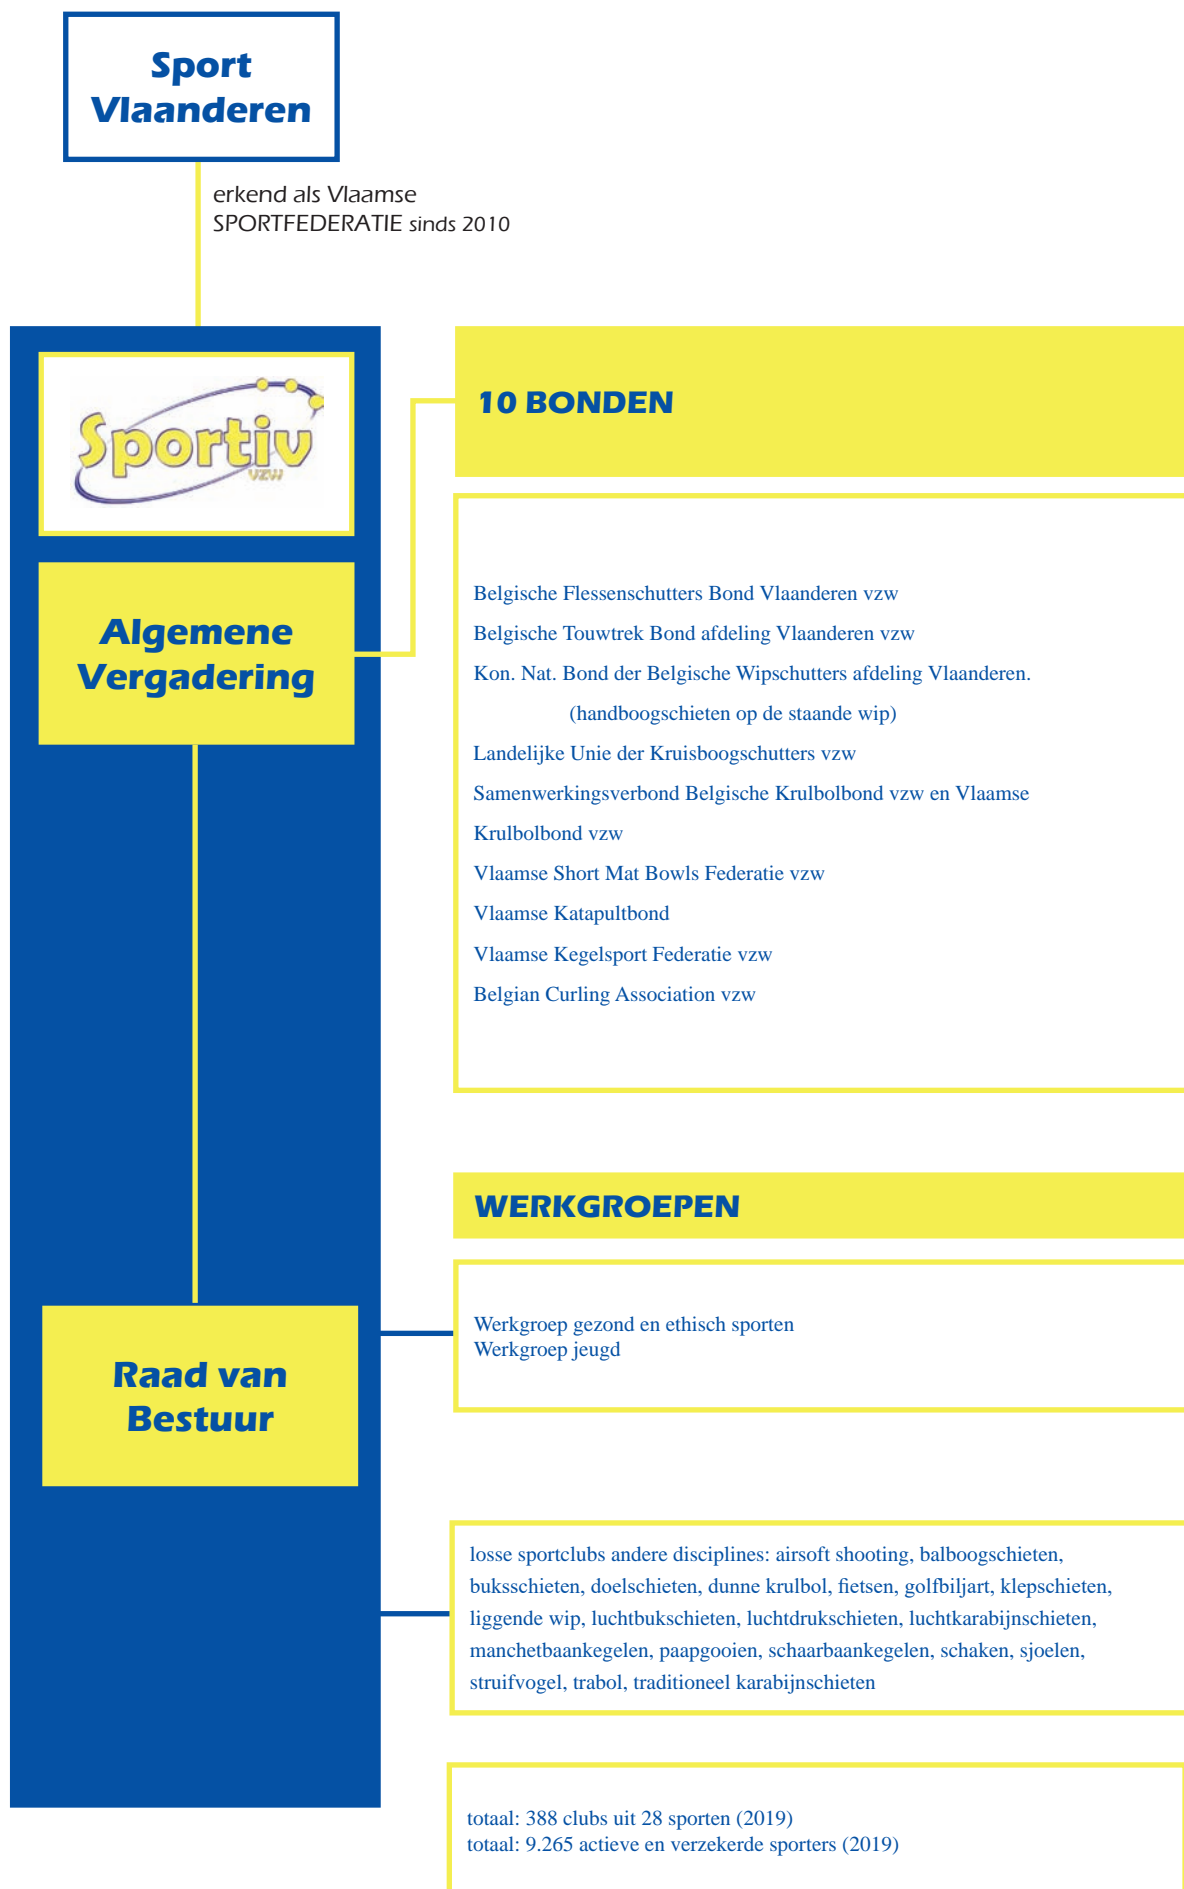 Sport
Vlaanderen
erkend als Vlaamse
SPORTFEDERATIE sinds 2010
Sportiv
VZW
10 BONDEN
Algemene
Vergadering
Belgische Flessenschutters Bond Vlaanderen vzw
Belgische Touwtrek Bond afdeling Vlaanderen vzw
Kon. Nat. Bond der Belgische Wipschutters afdeling Vlaanderen.
(handboogschieten op de staande wip)
Landelijke Unie der Kruisboogschutters vzw
Samenwerkingsverbond Belgische Krulbolbond vzw en Vlaamse
Krulbolbond vzw
Vlaamse Short Mat Bowls Federatie vzw
Vlaamse Katapultbond
Vlaamse Kegelsport Federatie vzw
Belgian Curling Association vzw
WERKGROEPEN
Werkgroep gezond en ethisch sporten
Werkgroep jeugd
Raad van
Bestuur
losse sportclubs andere disciplines: airsoft shooting, balboogschieten,
buksschieten, doelschieten, dunne krulbol, fietsen, golfbiljart, klepschieten,
liggende wip, luchtbukschieten, luchtdrukschieten, luchtkarabijnschieten,
manchetbaankegelen, paapgooien, schaarbaankegelen, schaken, sjoelen,
struifvogel, trabol, traditioneel karabijnschieten
totaal: 388 clubs uit 28 sporten (2019)
totaal: 9.265 actieve en verzekerde sporters (2019)